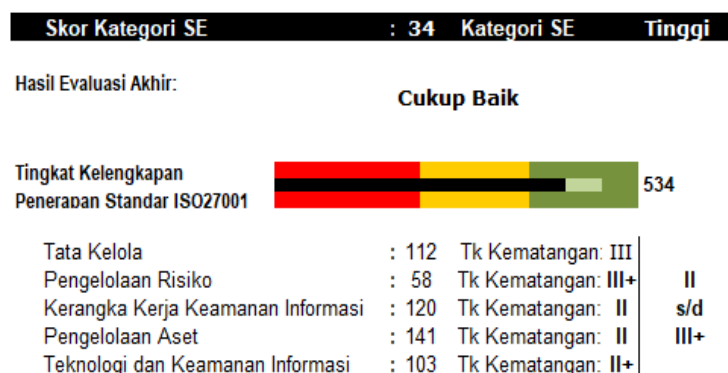 Skor Kategori SE : 34 Kategori SE Tinggi
Hasil Evaluasi Akhir:
Cukup Baik
Tingkat Kelengkapan
Penerapan Standar ISO27001
534
Tata Kelola : 112 Tk Kematangan: III
Pengelolaan Risiko : 58 Tk Kematangan: III+ II
Kerangka Kerja Keamanan Informasi : 120 Tk Kematangan: II s/d
Pengelolaan Aset : 141 Tk Kematangan: II III+
Teknologi dan Keamanan Informasi : 103 Tk Kematangan: II+